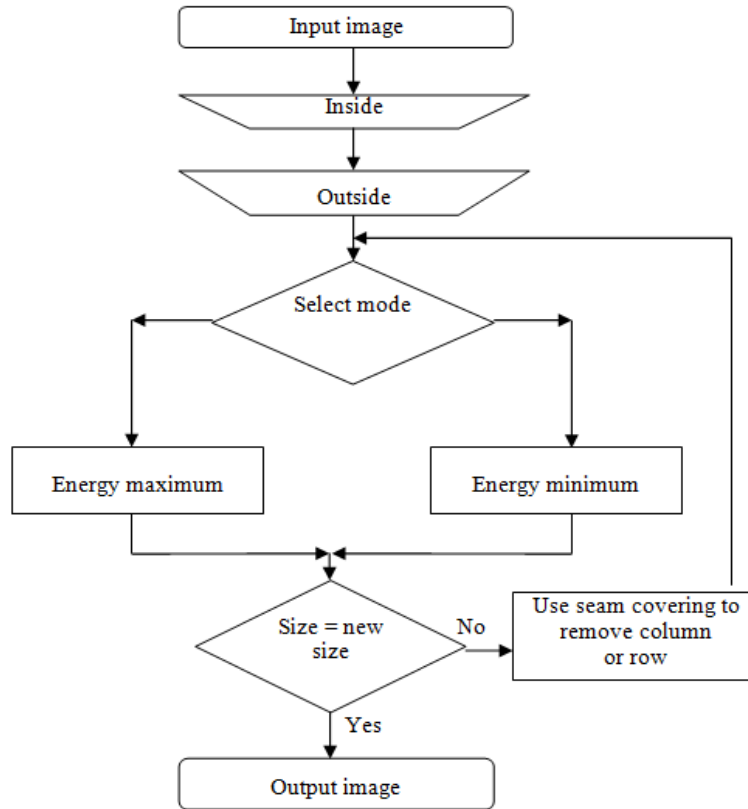 Input image
Inside
Outside
Select mode
Energy maximum
Energy minimum
Size = new
size
No
Use seam covering to
remove column
or row
Yes
Output image